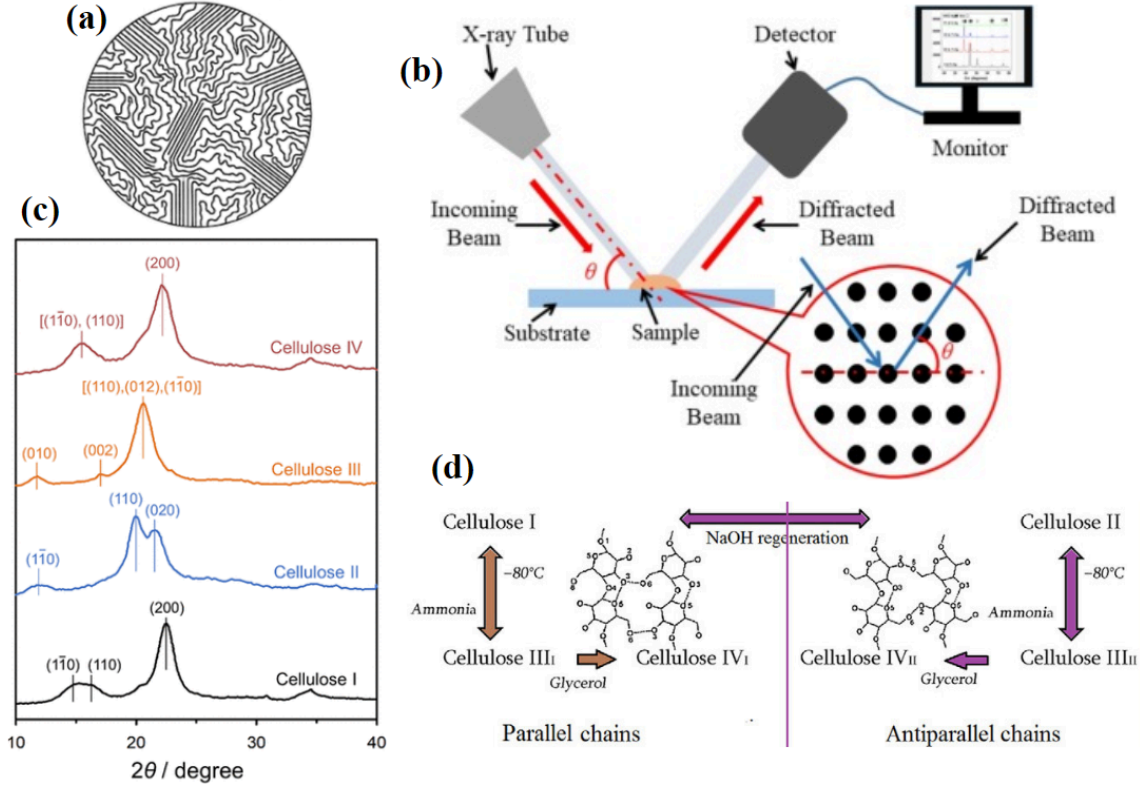 (a)
(b)
X-ray Tube
Detector
Monitor
Incoming
Beam
Diffracted
Beam
Diffracted
Beam
θ
Substrate
Sample
Incoming
Beam
θ
(c)
(200)
[(11̄0), (110)]
Cellulose IV
[(110),(012),(11̄0)]
(010)
(002)
Cellulose III
(110)
(020)
(11̄0)
Cellulose II
(200)
(11̄0)
(110)
Cellulose I
10
20
30
40
2θ / degree
(d)
Cellulose I
NaOH regeneration
Cellulose II
−80°C
−80°C
Ammonia
Ammonia
Cellulose IIII
Cellulose IVI
Cellulose IVII
Cellulose IIIII
Glycerol
Glycerol
Parallel chains
Antiparallel chains